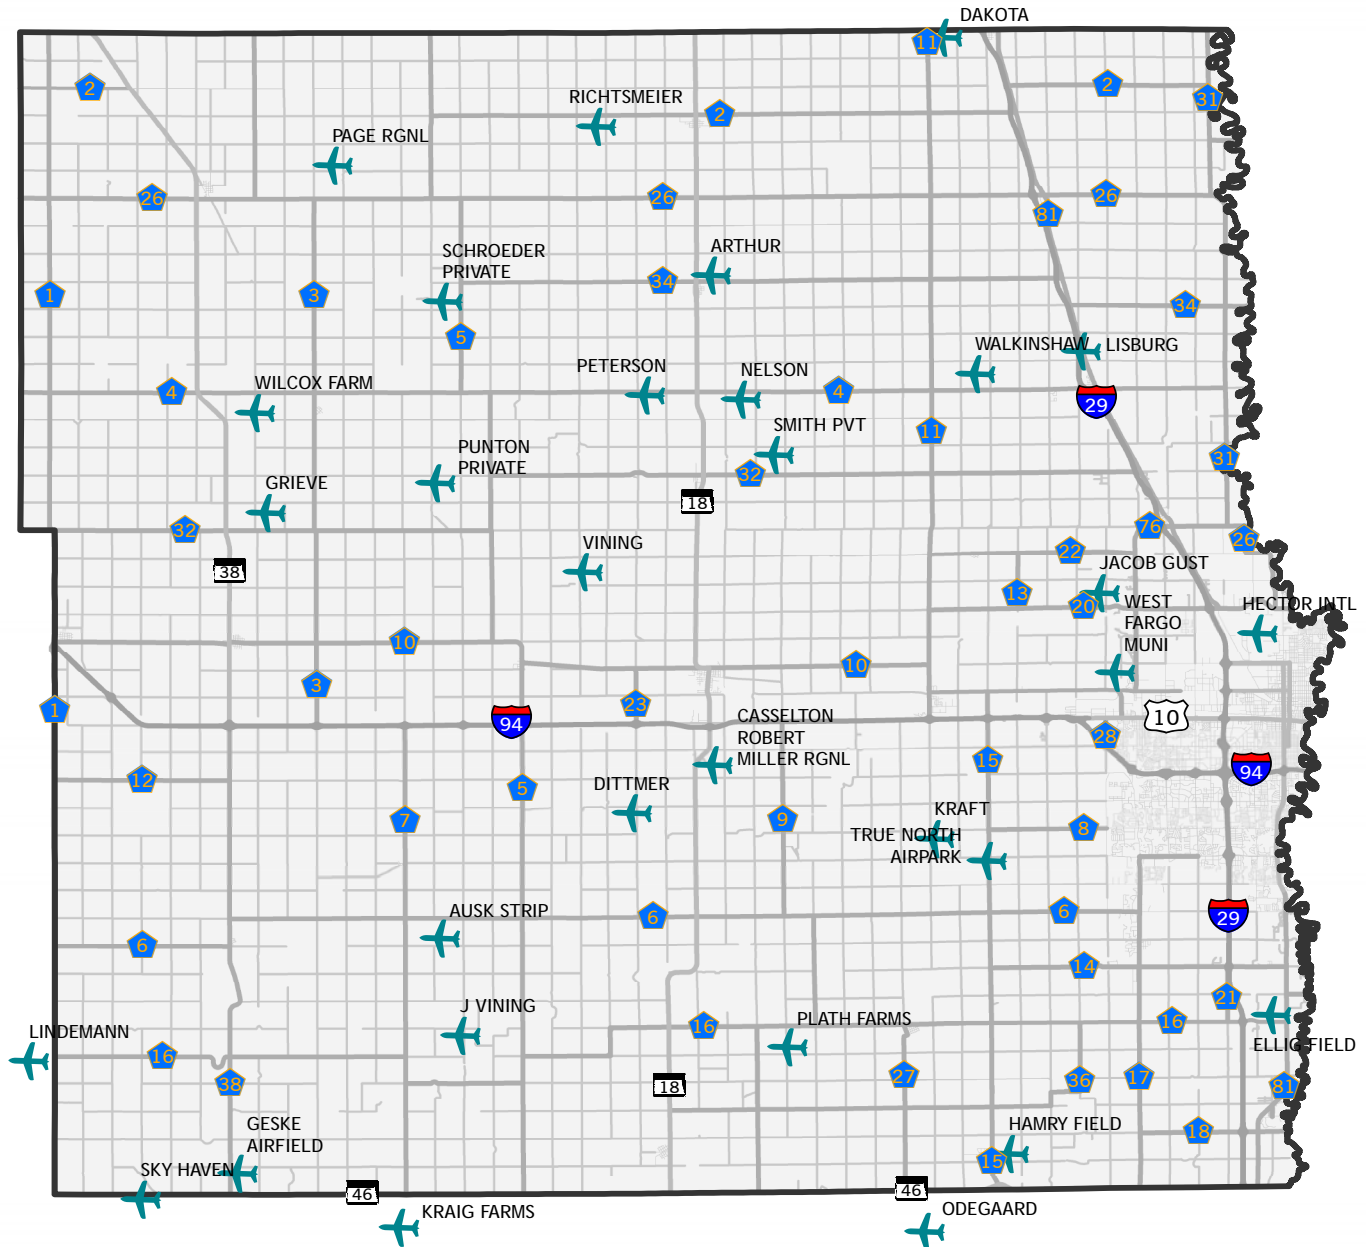 DAKOTA
11
2
2
31
RICHTSMEIER
2
PAGE RGNL
26
26
26
81
SCHROEDER
PRIVATE
ARTHUR
34
1
3
34
5
WALKINSHAW
LISBURG
PETERSON
NELSON
WILCOX FARM
4
4
29
SMITH PVT
11
PUNTON
PRIVATE
32
31
GRIEVE
18
32
76
26
VINING
22
38
JACOB GUST
13
20
WEST
FARGO
MUNI
HECTOR INTL
10
10
3
23
1
94
CASSELTON
ROBERT
MILLER RGNL
10
28
15
94
12
DITTMER
5
7
9
KRAFT
8
TRUE NORTH
AIRPARK
AUSK STRIP
6
6
29
6
14
21
J VINING
16
PLATH FARMS
16
LINDEMANN
16
ELLIG FIELD
38
18
27
36
17
81
GESKE
AIRFIELD
HAMRY FIELD
18
15
SKY HAVEN
46
46
KRAIG FARMS
ODEGAARD